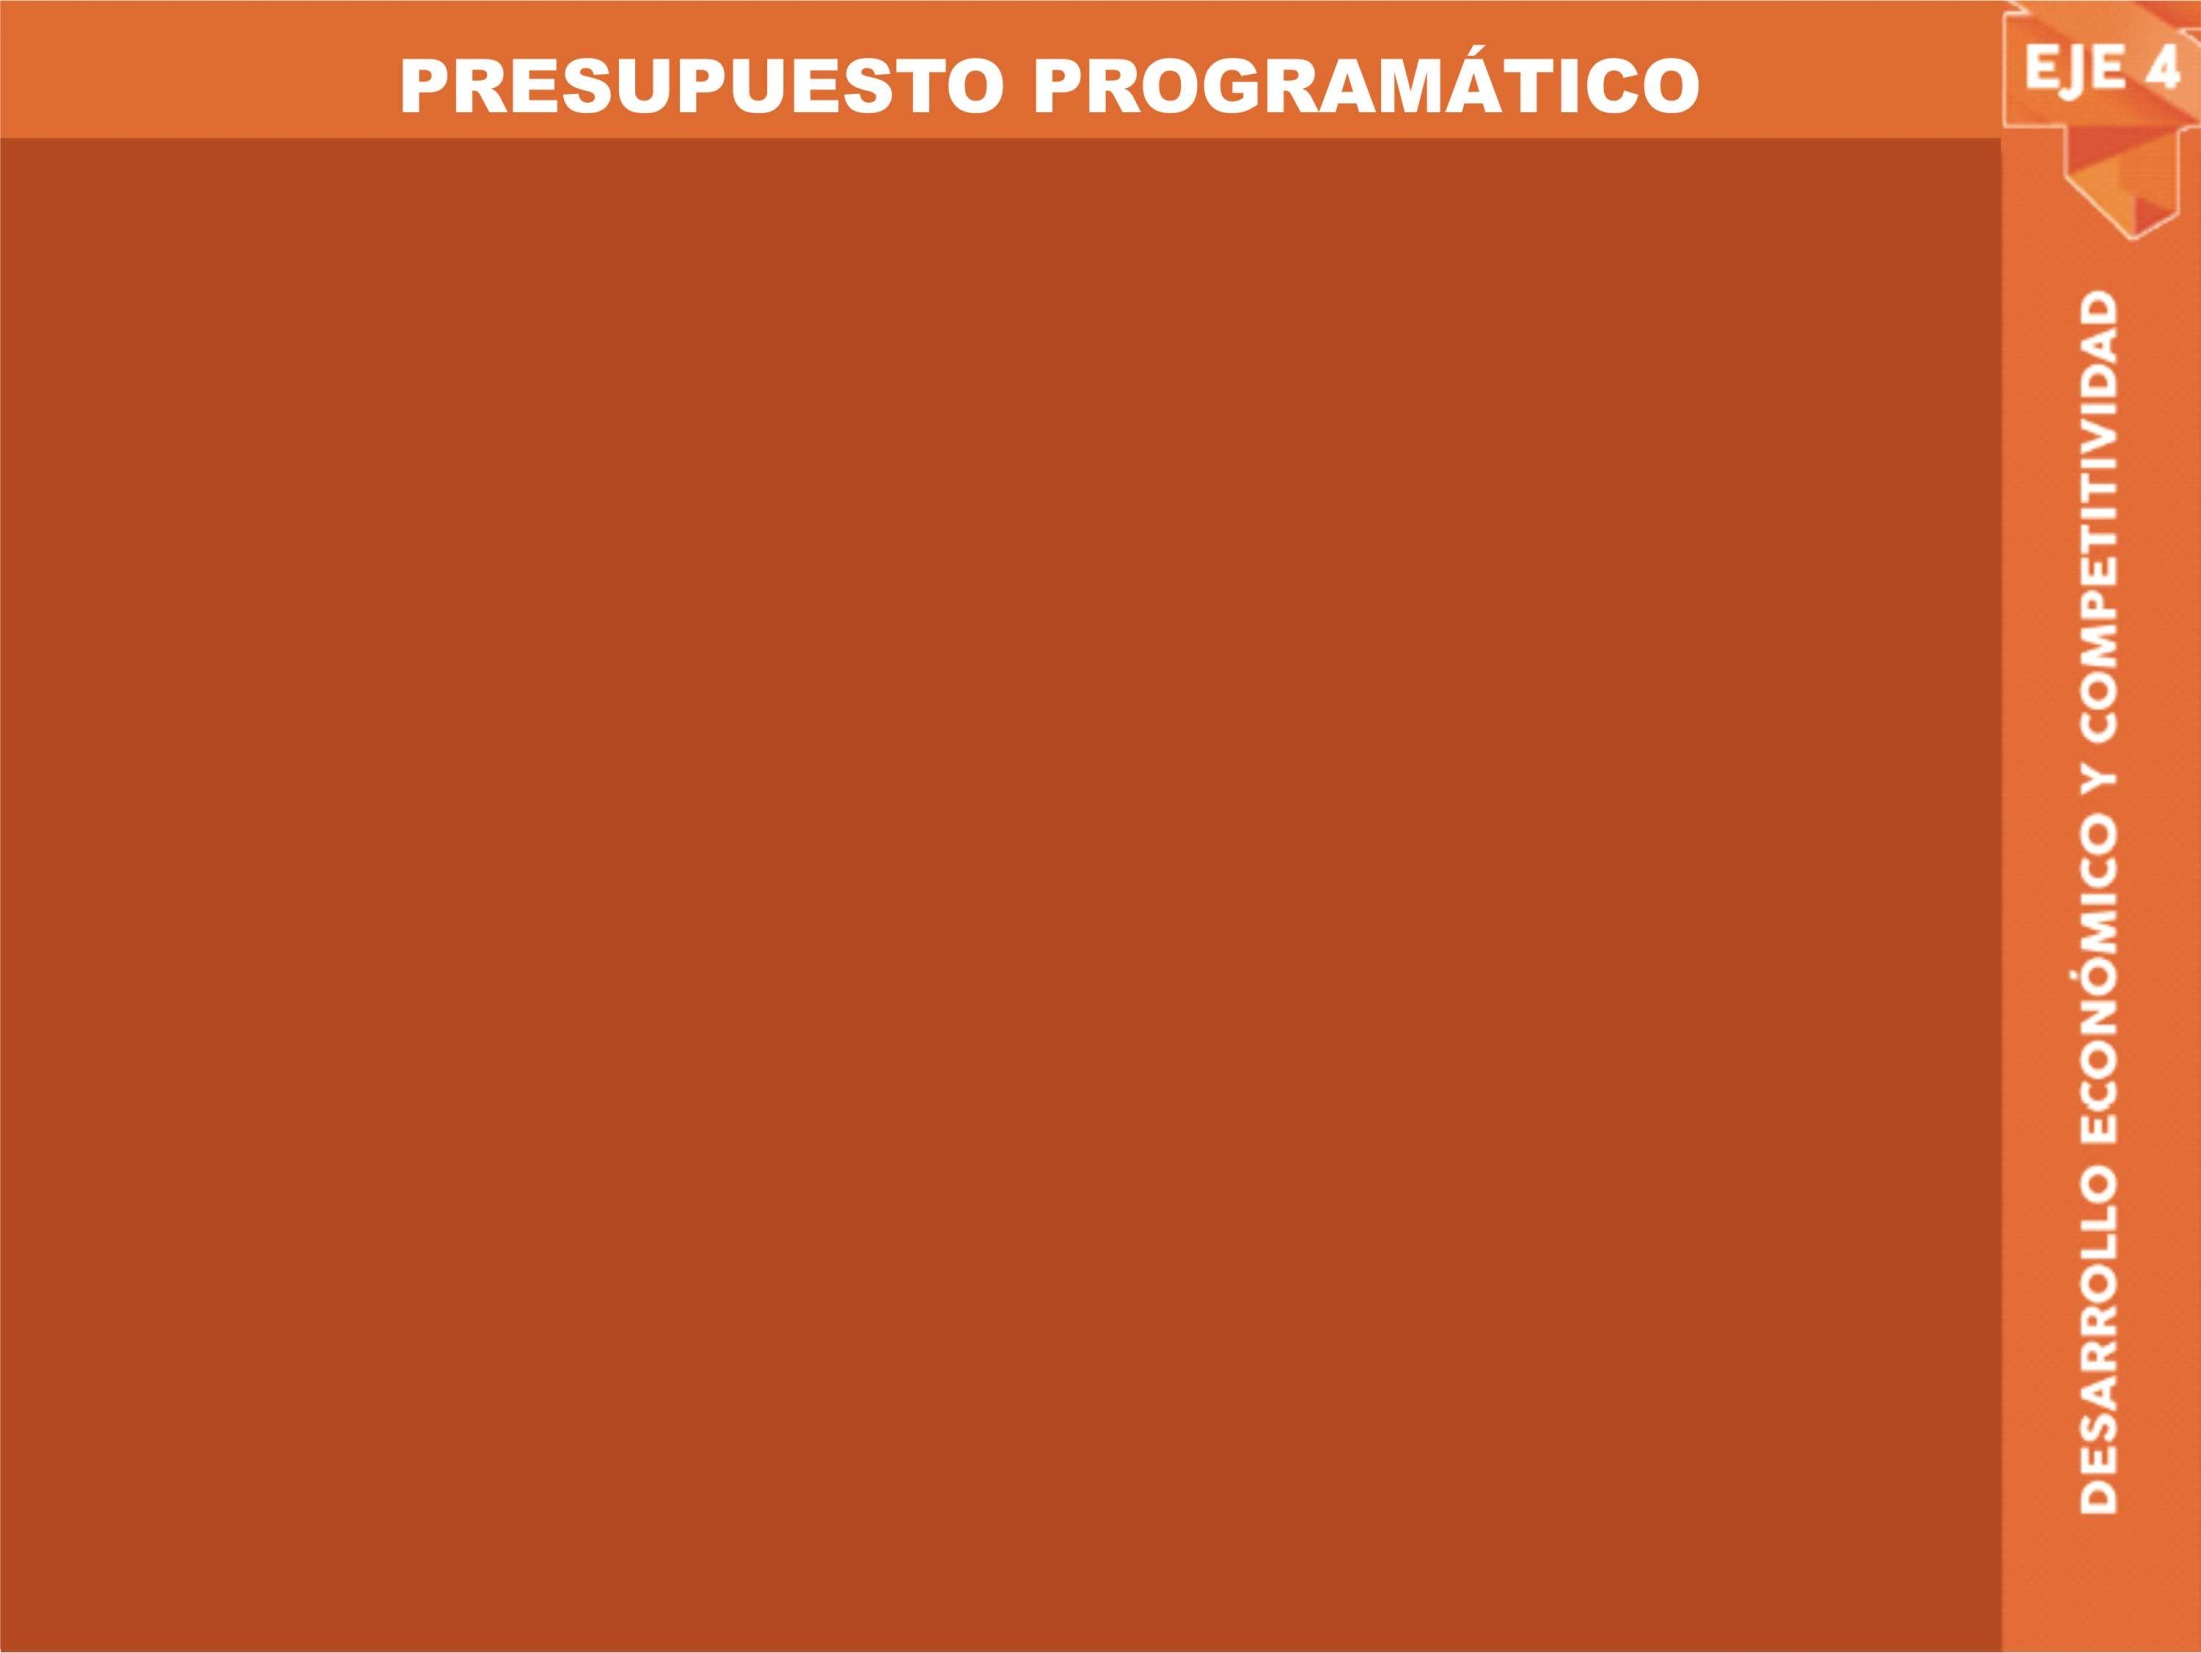 PRESUPUESTO PROGRAMÁTICO
EJE 4
DESARROLLO ECONÓMICO Y COMPETITIVIDAD